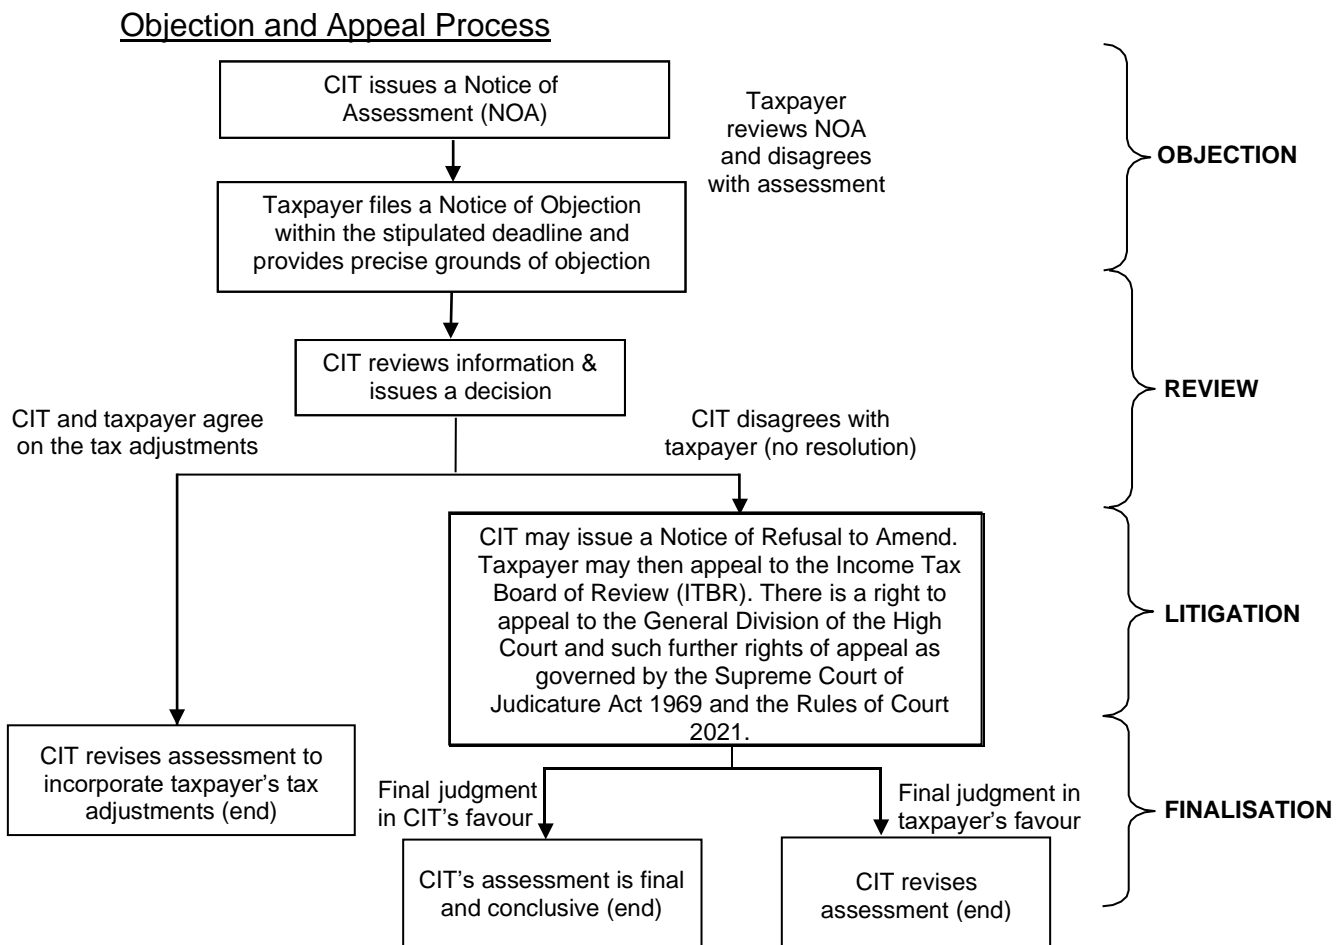 Objection and Appeal Process
CIT issues a Notice of
Assessment (NOA)
Taxpayer
reviews NOA
and disagrees
with assessment
OBJECTION
Taxpayer files a Notice of Objection
within the stipulated deadline and
provides precise grounds of objection
CIT reviews information &
issues a decision
REVIEW
CIT and taxpayer agree
on the tax adjustments
CIT disagrees with
taxpayer (no resolution)
CIT may issue a Notice of Refusal to Amend.
Taxpayer may then appeal to the Income Tax
Board of Review (ITBR). There is a right to
appeal to the General Division of the High
Court and such further rights of appeal as
governed by the Supreme Court of
Judicature Act 1969 and the Rules of Court
2021.
LITIGATION
CIT revises assessment to
incorporate taxpayer’s tax
adjustments (end)
Final judgment
in CIT’s favour
Final judgment in
taxpayer’s favour
FINALISATION
CIT’s assessment is final
and conclusive (end)
CIT revises
assessment (end)